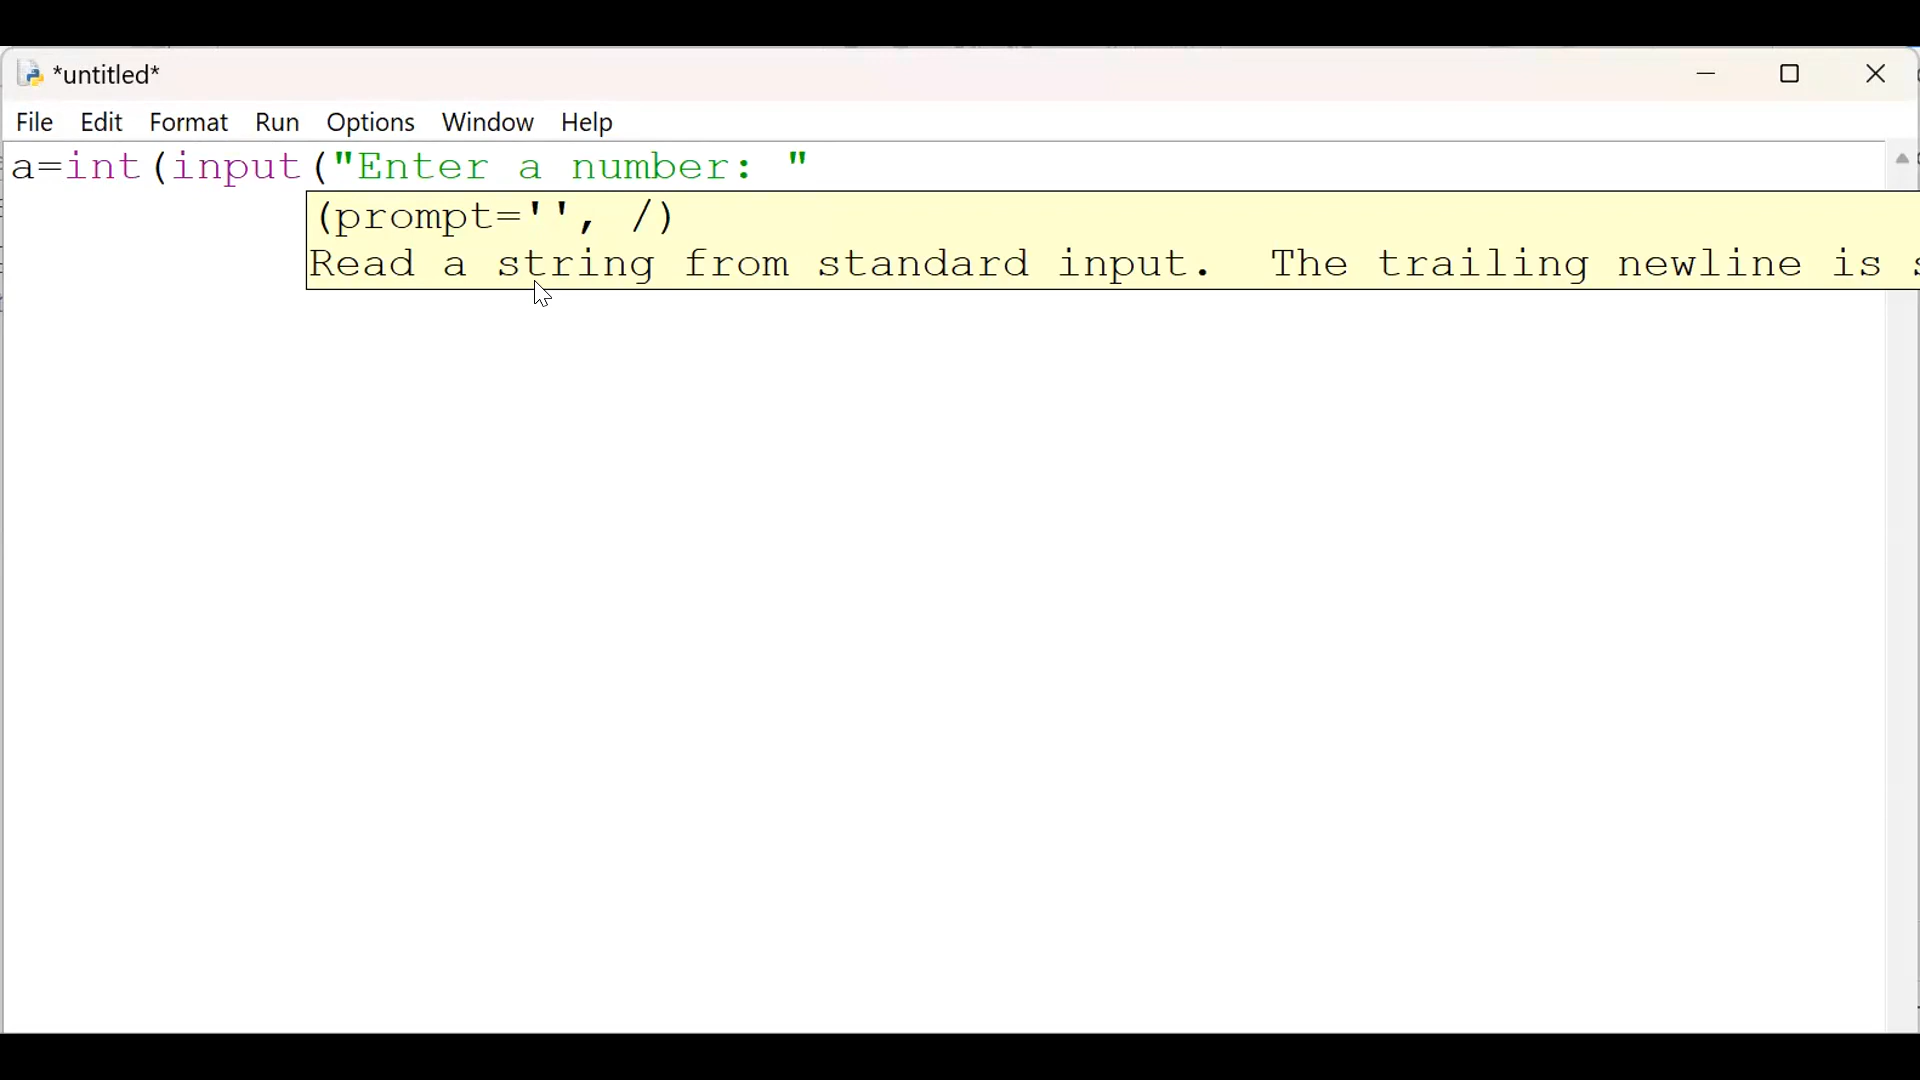 *untitled*
File Edit Format Run Options Window Help
a=int(input("Enter a number: "
(prompt='', /)
Read a string from standard input.  The trailing newline is